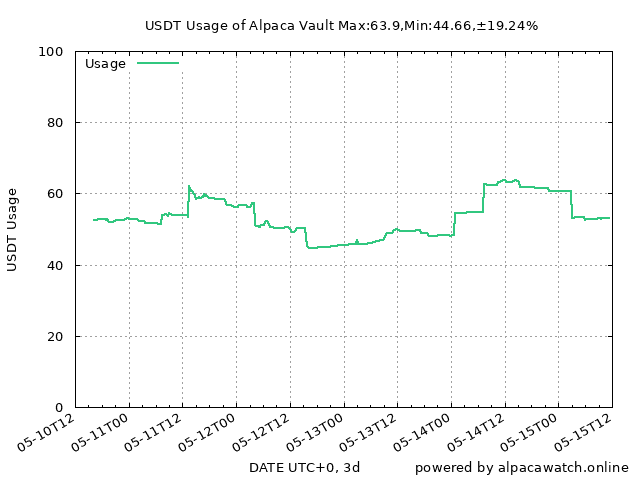 USDT Usage of Alpaca Vault Max:63.9,Min:44.66,±19.24%
Usage
100
80
60
40
20
0
USDT Usage
05-10T12
05-11T00
05-11T12
05-12T00
05-12T12
05-13T00
05-13T12
05-14T00
05-14T12
05-15T00
05-15T12
DATE UTC+0, 3d
powered by alpacawatch.online